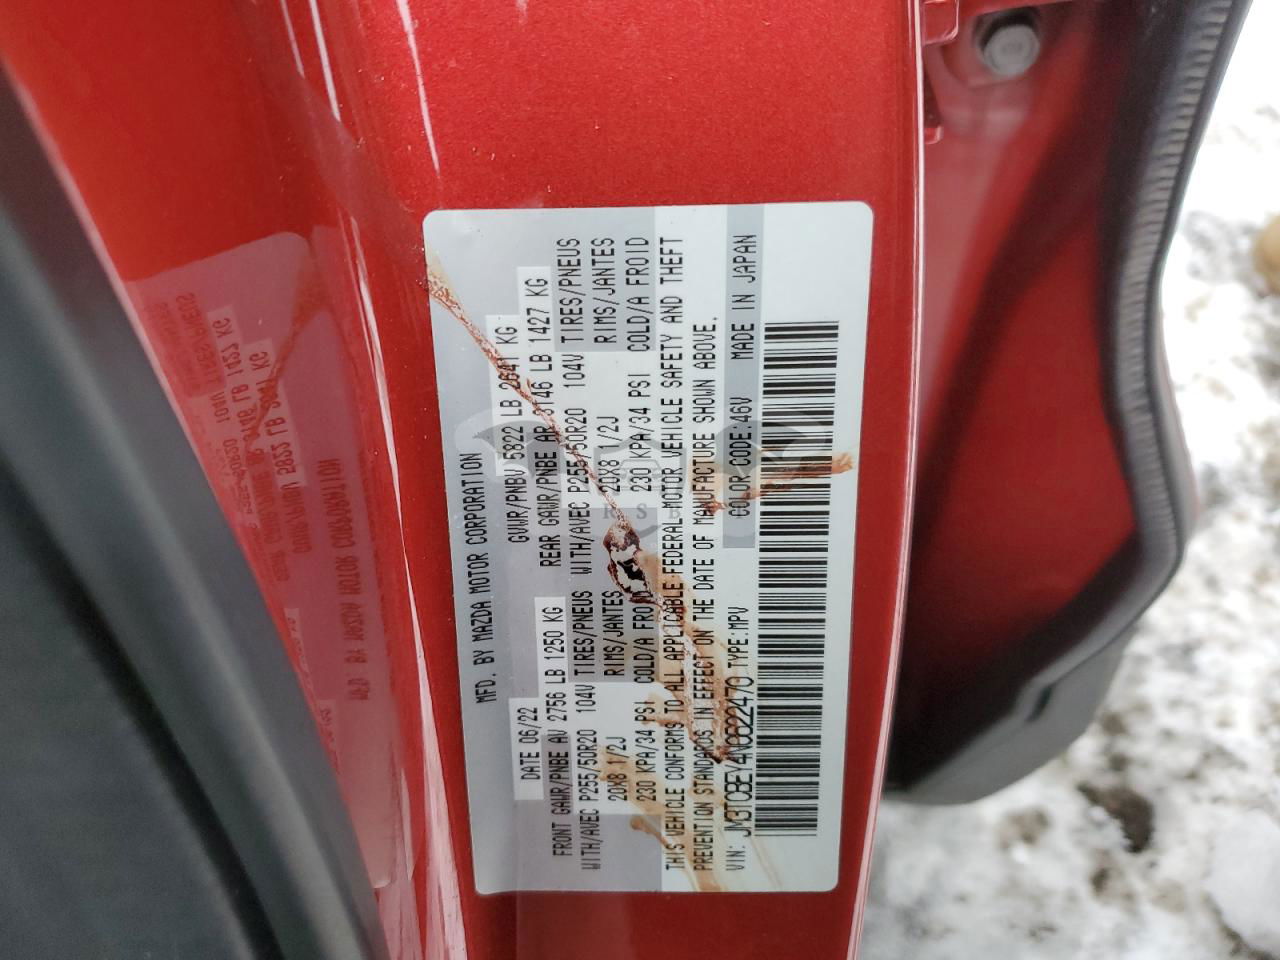 MFD. BY MAZDA MOTOR CORPORATION
DATE 06/22 GVWR/PNBV 5822 LB 2641 KG
FRONT GAWR/PNBE AV 2756 LB 1250 KG REAR GAWR/PNBE AR 3146 LB 1427 KG
WITH/AVEC P255/50R20 104V TIRES/PNEUS WITH/AVEC P255/50R20 104V TIRES/PNEUS
20X8 1/2J RIMS/JANTES 20X8 1/2J RIMS/JANTES
230 KPA/34 PSI COLD/A FROID 230 KPA/34 PSI COLD/A FROID
THIS VEHICLE CONFORMS TO ALL APPLICABLE FEDERAL MOTOR VEHICLE SAFETY AND THEFT
PREVENTION STANDARDS IN EFFECT ON THE DATE OF MANUFACTURE SHOWN ABOVE.
VIN: JM3TCBEY4N0622470 TYPE:MPV COLOR CODE:46V MADE IN JAPAN